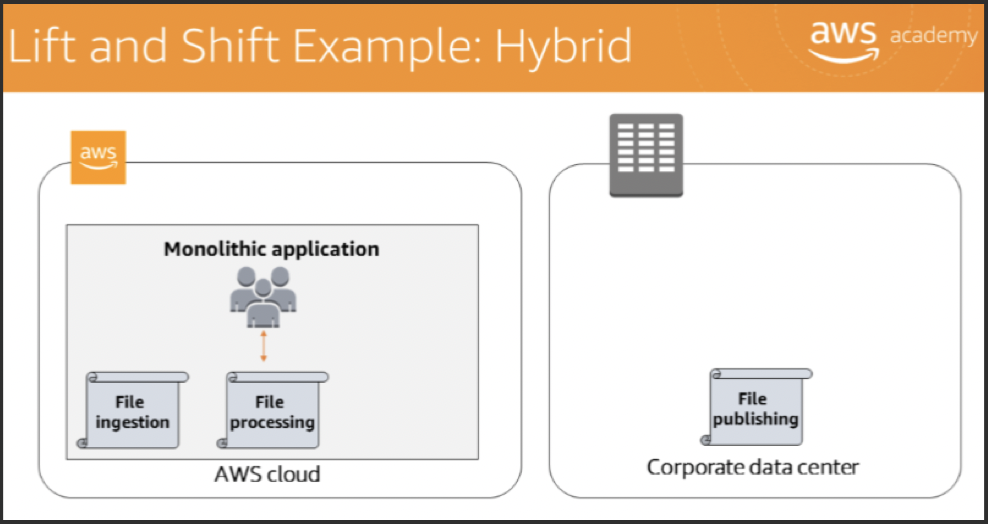 Lift and Shift Example: Hybrid
aws academy
aws
Monolithic application
File
ingestion
File
processing
AWS cloud
File
publishing
Corporate data center